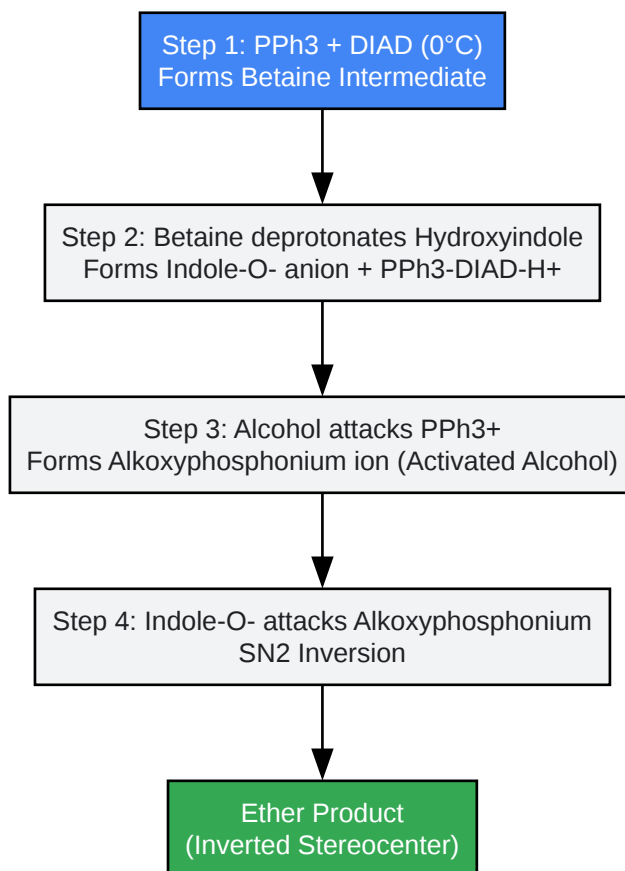 Step 1: PPh3 + DIAD (0°C)
Forms Betaine Intermediate
Step 2: Betaine deprotonates Hydroxyindole
Forms Indole-O- anion + PPh3-DIAD-H+
Step 3: Alcohol attacks PPh3+
Forms Alkoxyphosphonium ion (Activated Alcohol)
Step 4: Indole-O- attacks Alkoxyphosphonium
SN2 Inversion
Ether Product
(Inverted Stereocenter)